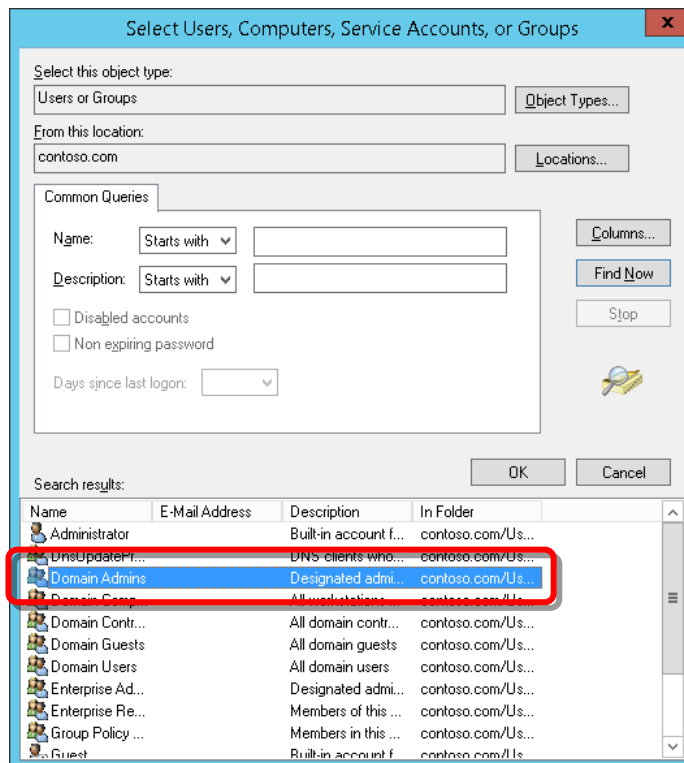 Select Users, Computers, Service Accounts, or Groups
x
Select this object type:
Users or Groups
Object Types...
From this location:
contoso.com
Locations...
Common Queries
Name: Starts with
Columns...
Description: Starts with
Find Now
Disabled accounts
Stop
Non expiring password
Days since last logon:
OK Cancel
Search results:
Name E-Mail Address Description In Folder
Administrator Built-in account f... contoso.com/Us...
DnsUpdatePr... DNS clients who... contoso.com/Us...
Domain Admins Designated admi... contoso.com/Us...
Domain Comp... All workstations ... contoso.com/Us...
Domain Contr... All domain contr... contoso.com/Us...
Domain Guests All domain guests contoso.com/Us...
Domain Users All domain users contoso.com/Us...
Enterprise Ad... Designated admi... contoso.com/Us...
Enterprise Re... Members of this ... contoso.com/Us...
Group Policy ... Members in this ... contoso.com/Us...
Guest Built-in account f... contoso.com/Us...